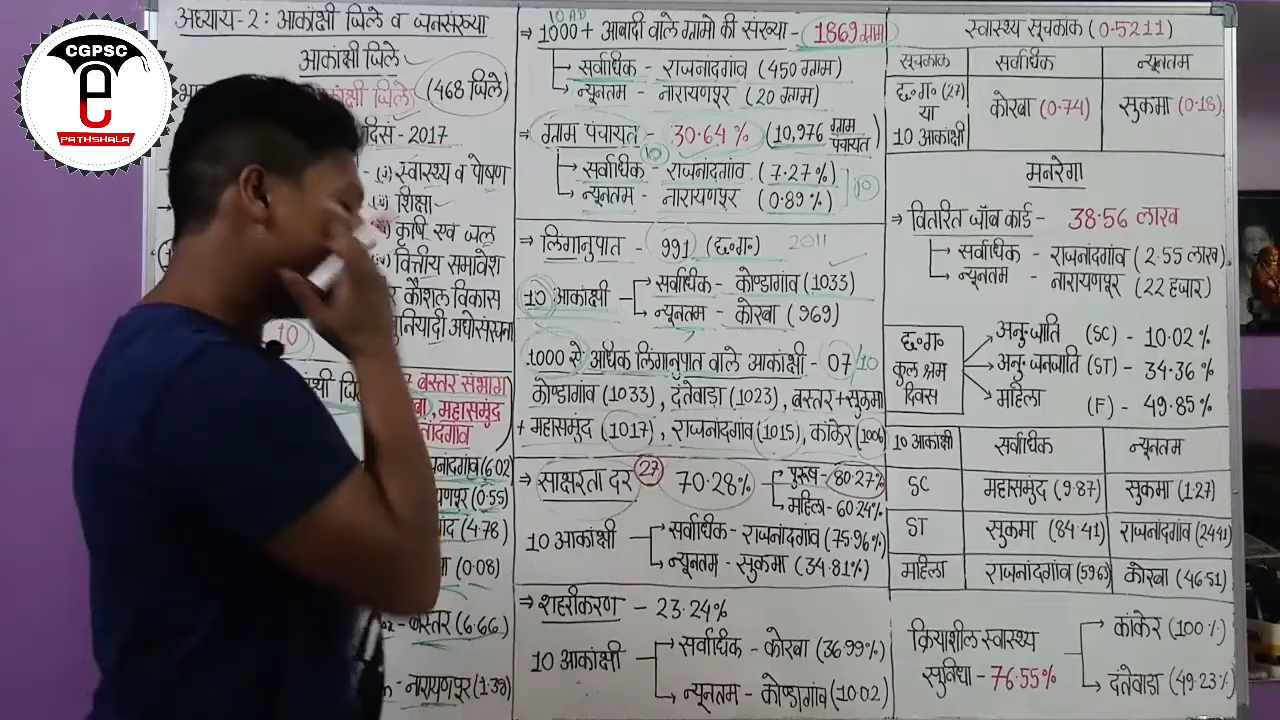 CGPSC
e
PATHSHALA
अध्याय-2: आकांक्षी जिले व जनसंख्या
आकांक्षी जिले
आकांक्षी जिले (468 जिले)
- 2017
स्वास्थ्य व पोषण
(ii) शिक्षा
कृषि एवं जल
वित्तीय समावेश
कौशल विकास
बुनियादी अधोसंरचना
10
बस्तर संभाग
महासमुंद
(6.02
(0.55)
(4.78)
(0.08)
बस्तर (6.66)
नारायणपुर (1.39)
10 AD
⇒ 1000+ आबादी वाले ग्रामो की संख्या - 1869 ग्राम
सर्वाधिक - राजनांदगांव (450 ग्राम)
न्यूनतम - नारायणपुर (20 ग्राम)
⇒ ग्राम पंचायत - 30.64% (10,976 ग्राम पंचायत)
10
सर्वाधिक - राजनांदगांव (7.27%)
न्यूनतम - नारायणपुर (0.89%)
10
⇒ लिंगानुपात - 991 (छ॰ग॰) 2011
10 आकांक्षी
सर्वाधिक - कोण्डागांव (1033)
न्यूनतम - कोरबा (969)
1000 से अधिक लिंगानुपात वाले आकांक्षी - 07/10
कोण्डागांव (1033), दंतेवाडा (1023), बस्तर+सुकमा
+ महासमुंद (1017), राजनांदगांव (1015), कांकेर (1006)
⇒ साक्षरता दर 27 70.28%
पुरूष - 80.27%
महिला - 60.24%
10 आकांक्षी
सर्वाधिक - राजनांदगांव (75.96%)
न्यूनतम - सुकमा (34.81%)
⇒ शहरीकरण - 23.24%
10 आकांक्षी
सर्वाधिक - कोरबा (36.99%)
न्यूनतम - कोण्डागांव (10.02)
स्वास्थ्य सूचकांक (0.5211)
सूचकांक सर्वाधिक न्यूनतम
छ॰ग॰ (27) या 10 आकांक्षी कोरबा (0.74) सुकमा (0.18)
मनरेगा
⇒ वितरित जॉब कार्ड - 38.56 लाख
सर्वाधिक - राजनांदगांव (2.55 लाख)
न्यूनतम - नारायणपुर (22 हजार)
छ॰ग॰ कुल श्रम दिवस
अनु॰जाति (SC) - 10.02%
अनु॰जनजाति (ST) - 34.36%
महिला (F) - 49.85%
10 आकांक्षी सर्वाधिक न्यूनतम
SC महासमुंद (9.87) सुकमा (1.27)
ST सुकमा (84.41) राजनांदगांव (24.41)
महिला राजनांदगांव (59.63) कोरबा (46.51)
क्रियाशील स्वास्थ्य
सुविधा - 76.55%
कांकेर (100%)
दंतेवाडा (49.23%)